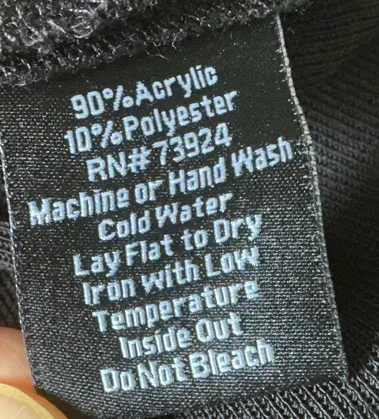 90%Acrylic
10%Polyester
RN#73924
Machine or Hand Wash
Cold Water
Lay Flat to Dry
Iron with Low
Temperature
Inside Out
Do Not Bleach